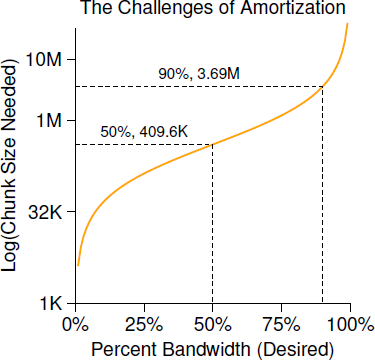 The Challenges of Amortization
Log(Chunk Size Needed)
10M
90%, 3.69M
1M
50%, 409.6K
32K
1K
0% 25% 50% 75% 100%
Percent Bandwidth (Desired)